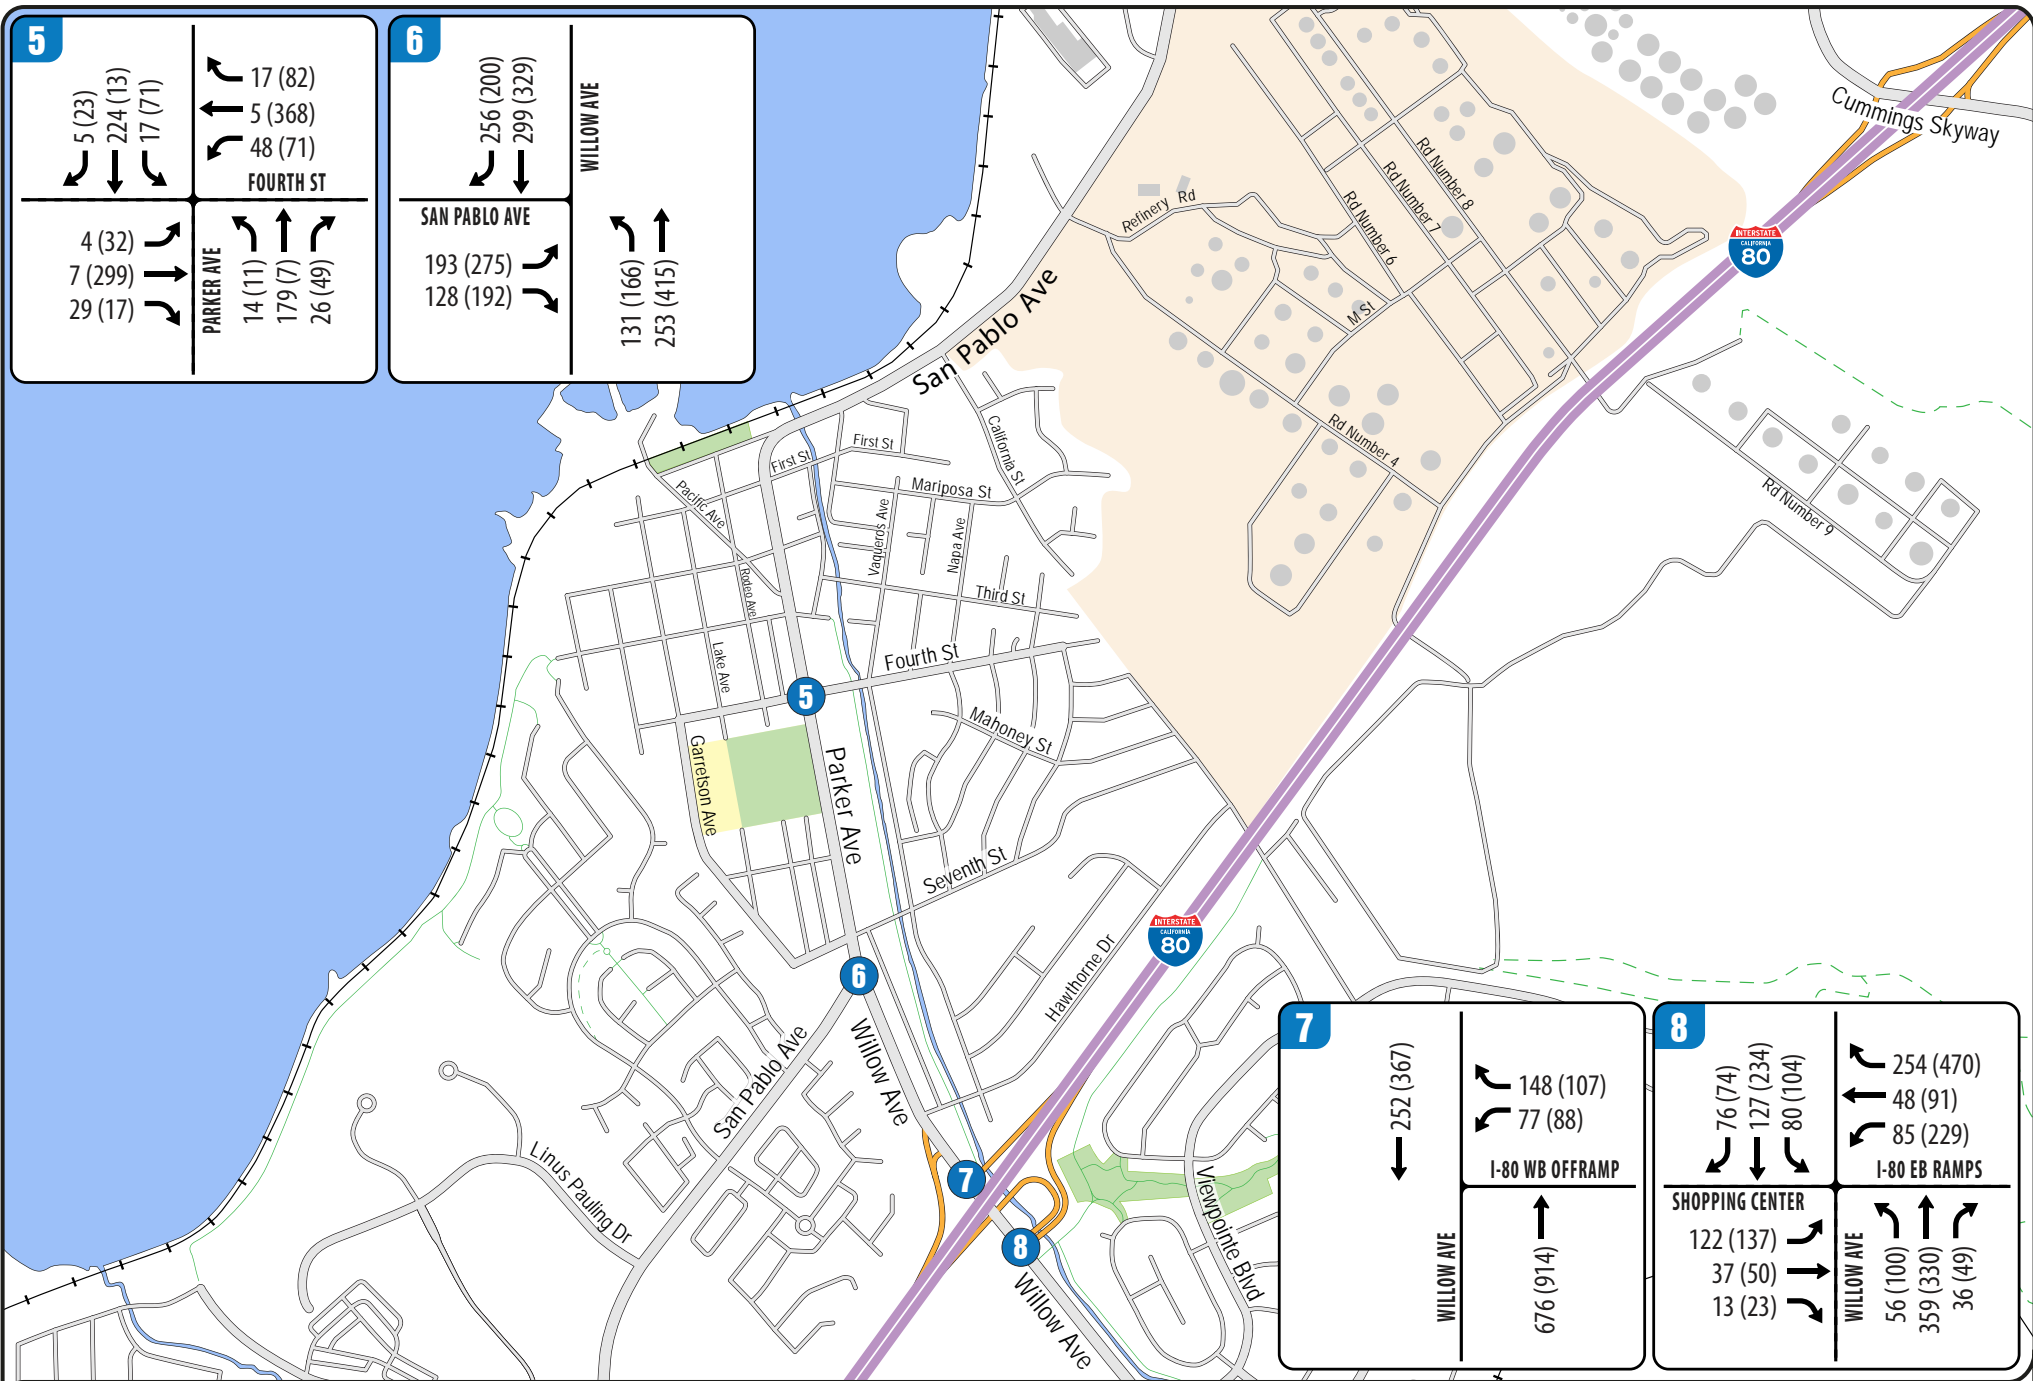 5
5 (23)
224 (13)
17 (71)
17 (82)
5 (368)
48 (71)
FOURTH ST
4 (32)
7 (299)
29 (17)
PARKER AVE
14 (11)
179 (7)
26 (49)
6
256 (200)
299 (329)
WILLOW AVE
SAN PABLO AVE
193 (275)
128 (192)
131 (166)
253 (415)
Cummings Skyway
INTERSTATE
CALIFORNIA
80
Refinery Rd
Rd Number 8
Rd Number 7
Rd Number 6
M St
San Pablo Ave
Rd Number 4
Rd Number 9
First St
First St
California St
Mariposa St
Pacific Ave
Vaqueros Ave
Napa Ave
Rodeo Ave
Third St
Lake Ave
Fourth St
5
Mahoney St
Garretson Ave
Parker Ave
Seventh St
INTERSTATE
CALIFORNIA
80
Hawthorne Dr
6
Willow Ave
San Pablo Ave
Linus Pauling Dr
7
8
Viewpointe Blvd
Willow Ave
7
252 (367)
148 (107)
77 (88)
I-80 WB OFFRAMP
WILLOW AVE
676 (914)
8
76 (74)
127 (234)
80 (104)
254 (470)
48 (91)
85 (229)
I-80 EB RAMPS
SHOPPING CENTER
122 (137)
37 (50)
13 (23)
WILLOW AVE
56 (100)
359 (330)
36 (49)